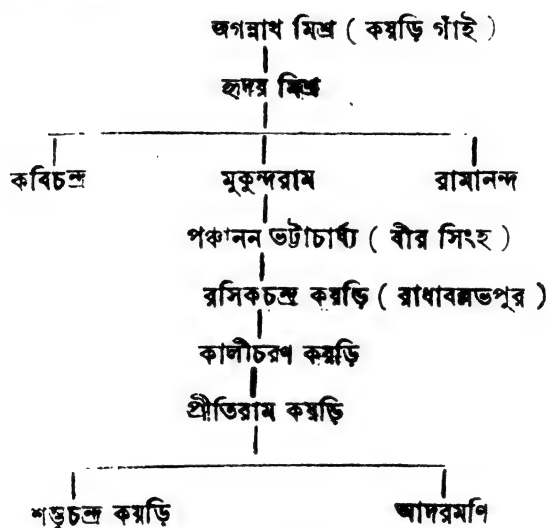 জগন্নাথ মিশ্র ( কয়ড়ি গাঁই )
হৃদয় মিশ্র
কবিচন্দ্র মুকুন্দরাম রামানন্দ
পঞ্চানন ভট্টাচার্য্য ( বীর সিংহ )
রসিকচন্দ্র কয়ড়ি ( রাধাবল্লভপুর )
কালীচরণ কয়ড়ি
প্রীতিরাম কয়ড়ি
শম্ভুচন্দ্র কয়ড়ি আদরমণি